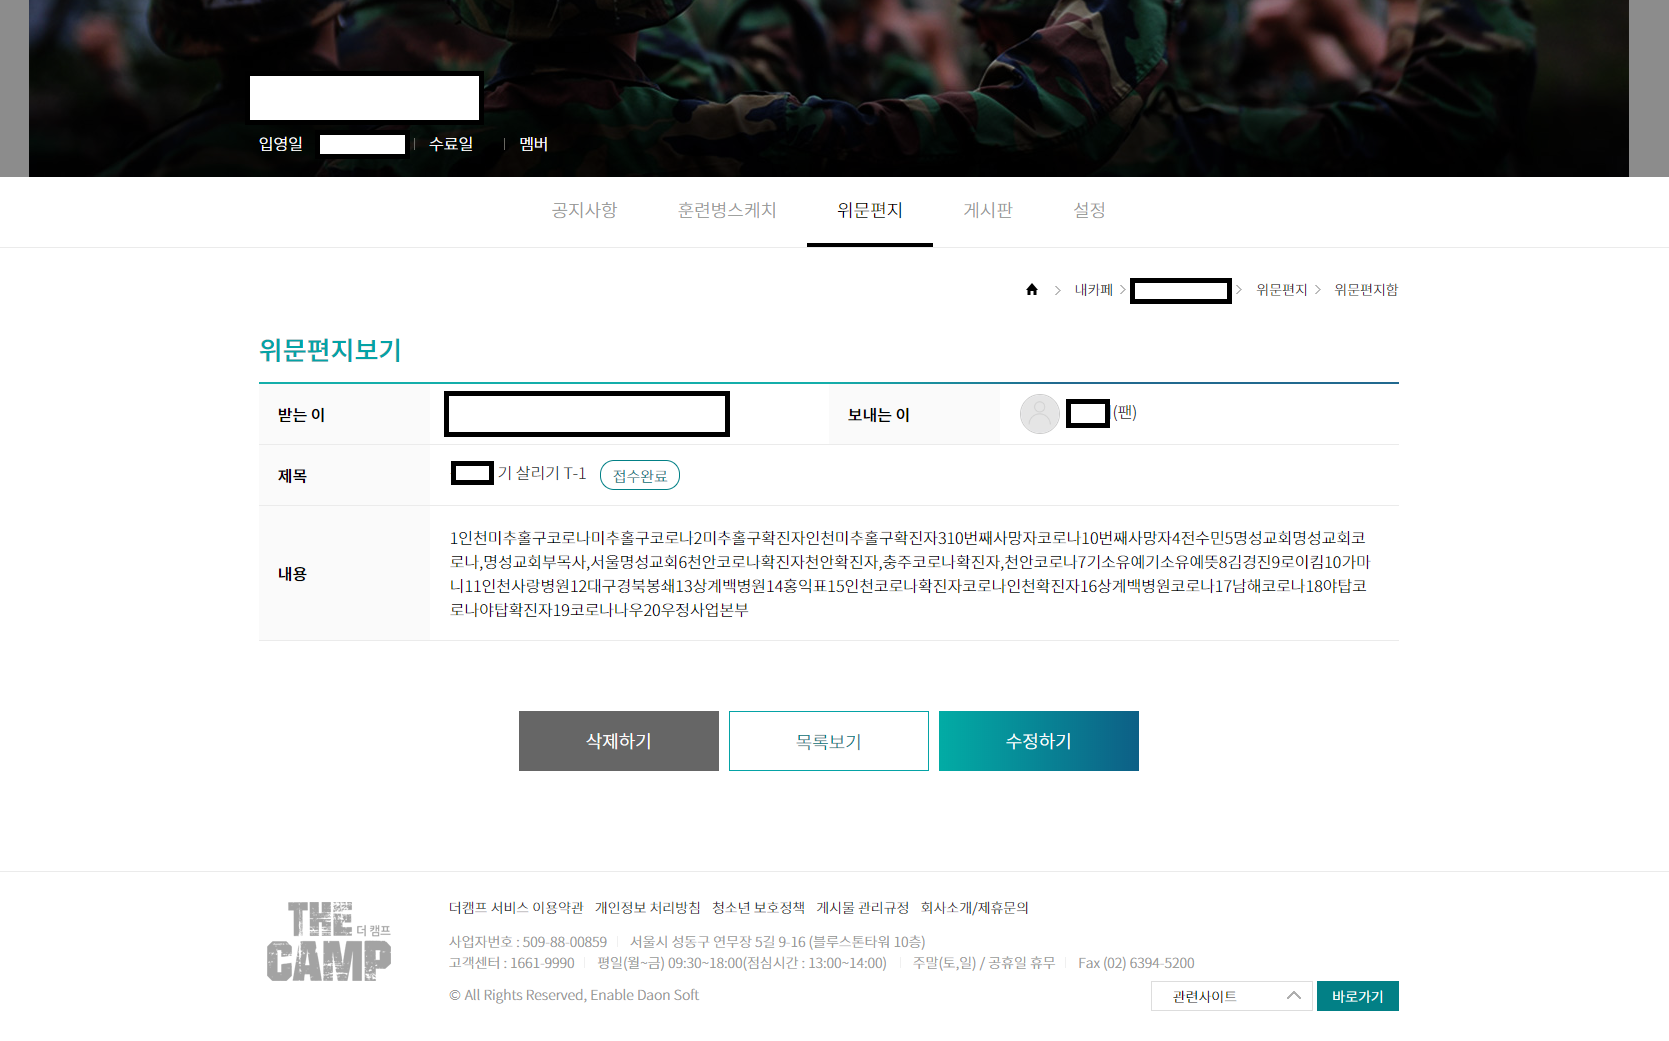 입영일 수료일 멤버
공지사항 훈련병스케치 위문편지 게시판 설정
내카페 > > 위문편지 > 위문편지함
위문편지보기
받는 이 보내는 이 (팬)
제목 기 살리기 T-1 접수완료
내용
1인천미추홀구코로나미추홀구코로나2미추홀구확진자인천미추홀구확진자310번째사망자코로나10번째사망자4전수민5명성교회명성교회코
로나,명성교회부목사,서울명성교회6천안코로나확진자천안확진자,충주코로나확진자,천안코로나7기소유예기소유예뜻8김경진9로이킴10가마
니11인천사랑병원12대구경북봉쇄13상계백병원14홍익표15인천코로나확진자코로나인천확진자16상계백병원코로나17남해코로나18야탑코
로나야탑확진자19코로나나우20우정사업본부
삭제하기 목록보기 수정하기
THE 더 캠프
CAMP
더캠프 서비스 이용약관 개인정보 처리방침 청소년 보호정책 게시물 관리규정 회사소개/제휴문의
사업자번호 : 509-88-00859 서울시 성동구 연무장 5길 9-16 (블루스톤타워 10층)
고객센터 : 1661-9990 평일(월~금) 09:30~18:00(점심시간 : 13:00~14:00) 주말(토,일) / 공휴일 휴무 Fax (02) 6394-5200
© All Rights Reserved, Enable Daon Soft
관련사이트 바로가기